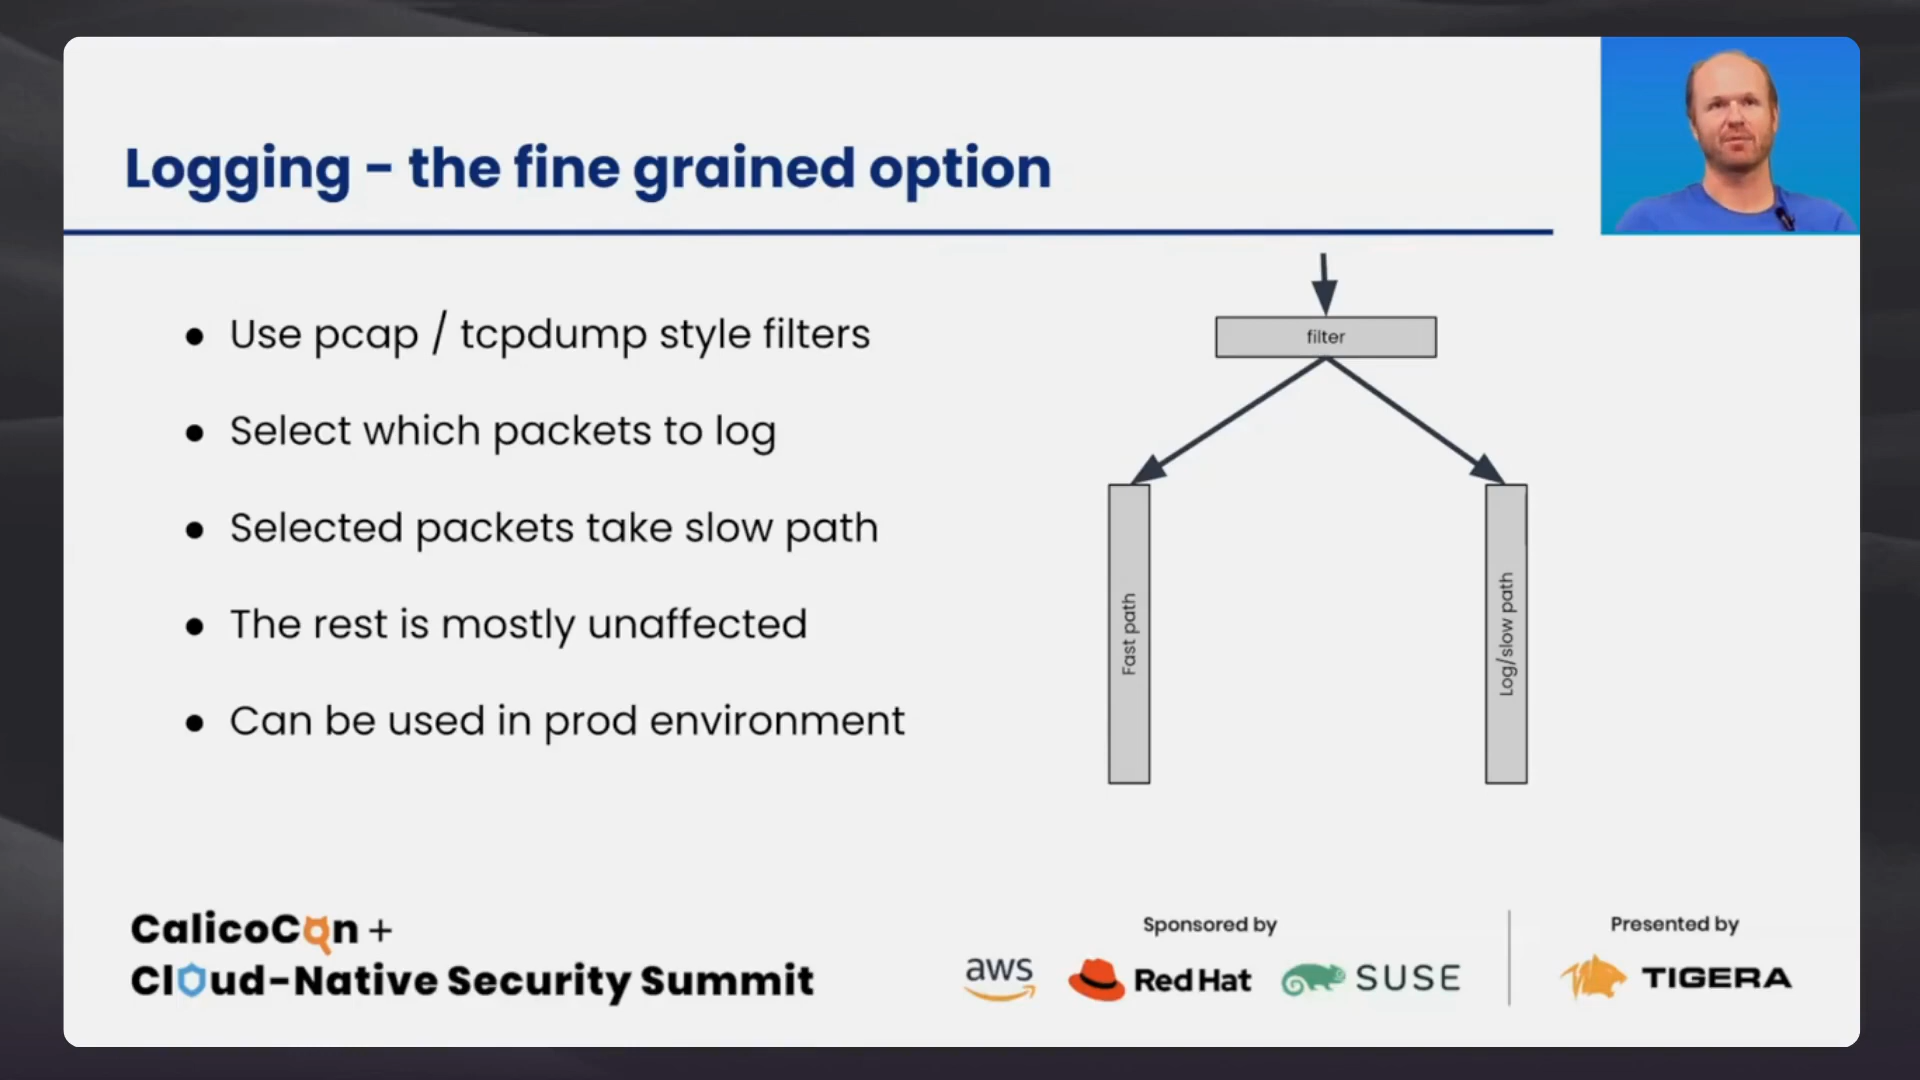 Logging - the fine grained option
● Use pcap / tcpdump style filters
● Select which packets to log
● Selected packets take slow path
● The rest is mostly unaffected
● Can be used in prod environment
filter
Fast path
Log/slow path
CalicoCon +
Cloud-Native Security Summit
Sponsored by
aws
Red Hat
SUSE
Presented by
TIGERA